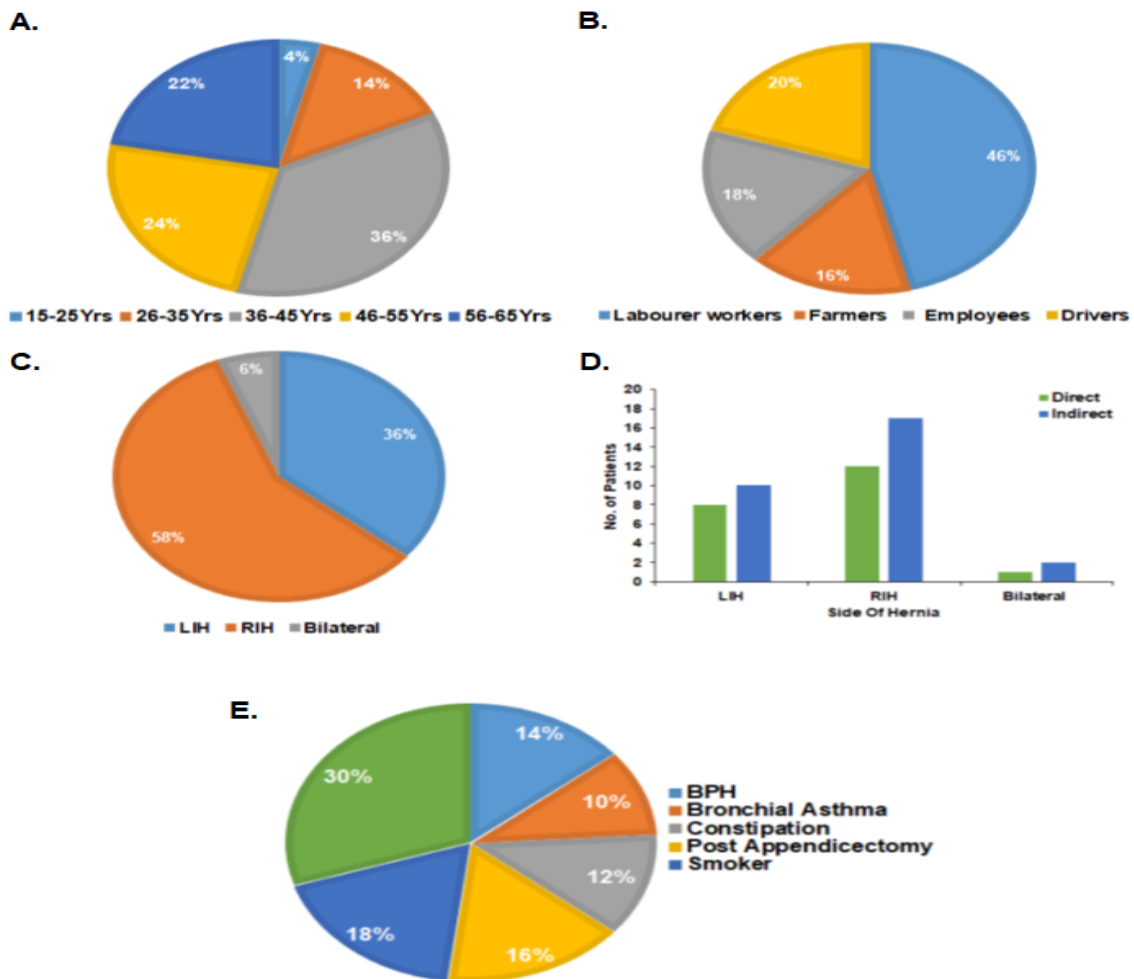 A.
4%
14%
36%
24%
22%
15-25Yrs 26-35Yrs 36-45Yrs 46-55Yrs 56-65Yrs
B.
46%
16%
18%
20%
Labourer workers Farmers Employees Drivers
C.
36%
58%
6%
LIH RIH Bilateral
D.
No. of Patients
20
18
16
14
12
10
8
6
4
2
0
LIH RIH Bilateral
Side Of Hernia
Direct
Indirect
E.
14%
10%
12%
16%
18%
30%
BPH
Bronchial Asthma
Constipation
Post Appendicectomy
Smoker